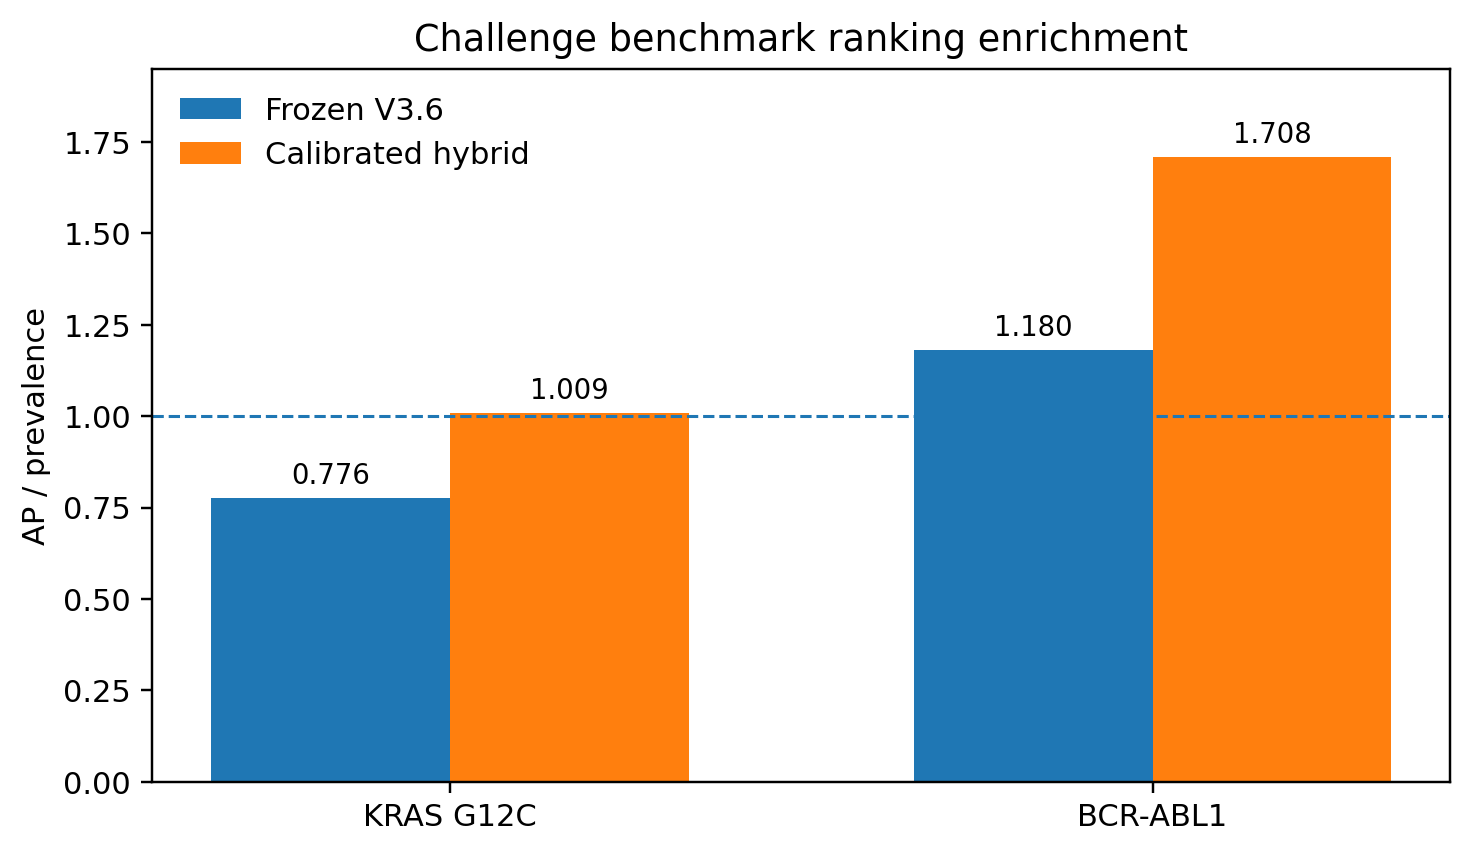 Challenge benchmark ranking enrichment
Frozen V3.6
Calibrated hybrid
AP / prevalence
1.75
1.50
1.25
1.00
0.75
0.50
0.25
0.00
0.776
1.009
1.180
1.708
KRAS G12C
BCR-ABL1